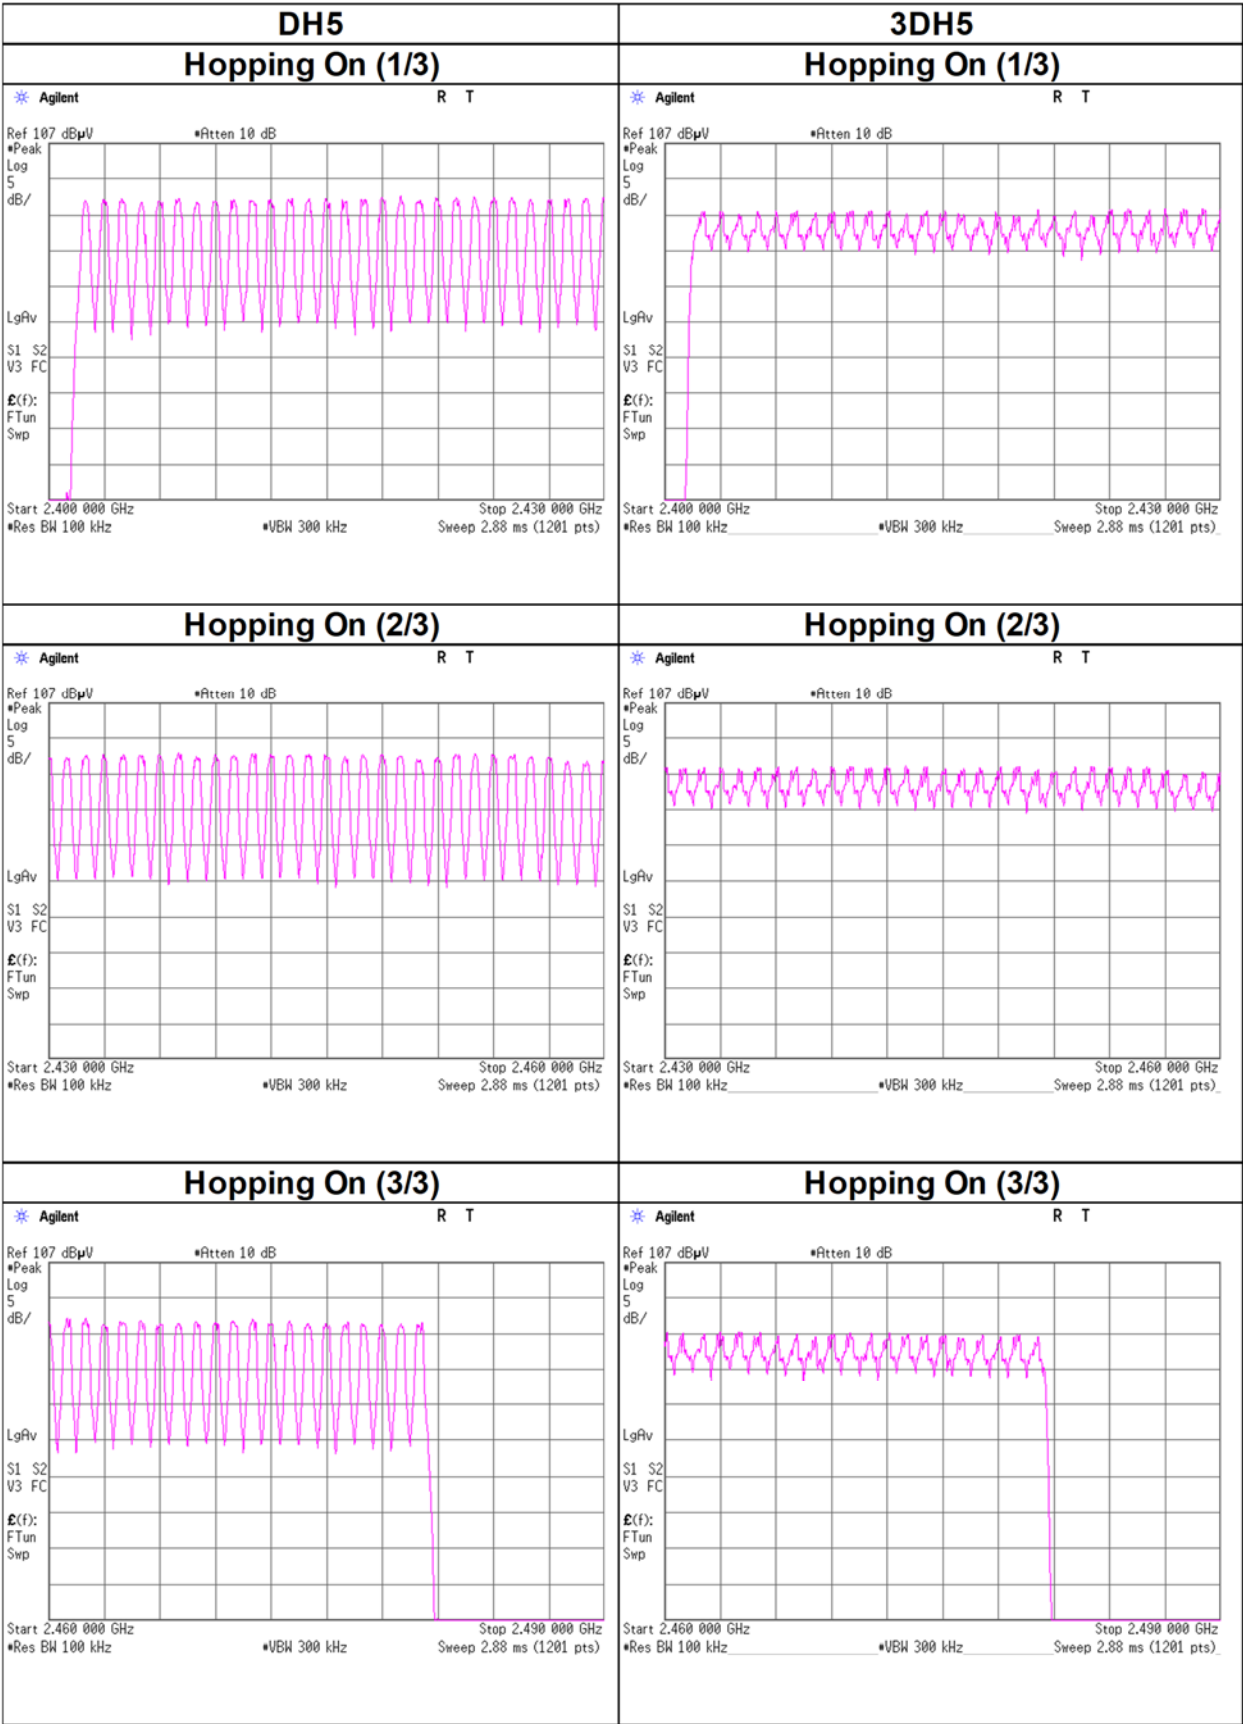 DH5 3DH5
Hopping On (1/3) Hopping On (1/3)
Agilent R T
Ref 107 dBµV #Atten 10 dB
#Peak
Log
5
dB/
LgAv
S1 S2
V3 FC
£(f):
FTun
Swp
Start 2.400 000 GHz Stop 2.430 000 GHz
#Res BW 100 kHz #VBW 300 kHz Sweep 2.88 ms (1201 pts)
Agilent R T
Ref 107 dBµV #Atten 10 dB
#Peak
Log
5
dB/
LgAv
S1 S2
V3 FC
£(f):
FTun
Swp
Start 2.400 000 GHz Stop 2.430 000 GHz
#Res BW 100 kHz #VBW 300 kHz Sweep 2.88 ms (1201 pts)
Hopping On (2/3) Hopping On (2/3)
Agilent R T
Ref 107 dBµV #Atten 10 dB
#Peak
Log
5
dB/
LgAv
S1 S2
V3 FC
£(f):
FTun
Swp
Start 2.430 000 GHz Stop 2.460 000 GHz
#Res BW 100 kHz #VBW 300 kHz Sweep 2.88 ms (1201 pts)
Agilent R T
Ref 107 dBµV #Atten 10 dB
#Peak
Log
5
dB/
LgAv
S1 S2
V3 FC
£(f):
FTun
Swp
Start 2.430 000 GHz Stop 2.460 000 GHz
#Res BW 100 kHz #VBW 300 kHz Sweep 2.88 ms (1201 pts)
Hopping On (3/3) Hopping On (3/3)
Agilent R T
Ref 107 dBµV #Atten 10 dB
#Peak
Log
5
dB/
LgAv
S1 S2
V3 FC
£(f):
FTun
Swp
Start 2.460 000 GHz Stop 2.490 000 GHz
#Res BW 100 kHz #VBW 300 kHz Sweep 2.88 ms (1201 pts)
Agilent R T
Ref 107 dBµV #Atten 10 dB
#Peak
Log
5
dB/
LgAv
S1 S2
V3 FC
£(f):
FTun
Swp
Start 2.460 000 GHz Stop 2.490 000 GHz
#Res BW 100 kHz #VBW 300 kHz Sweep 2.88 ms (1201 pts)